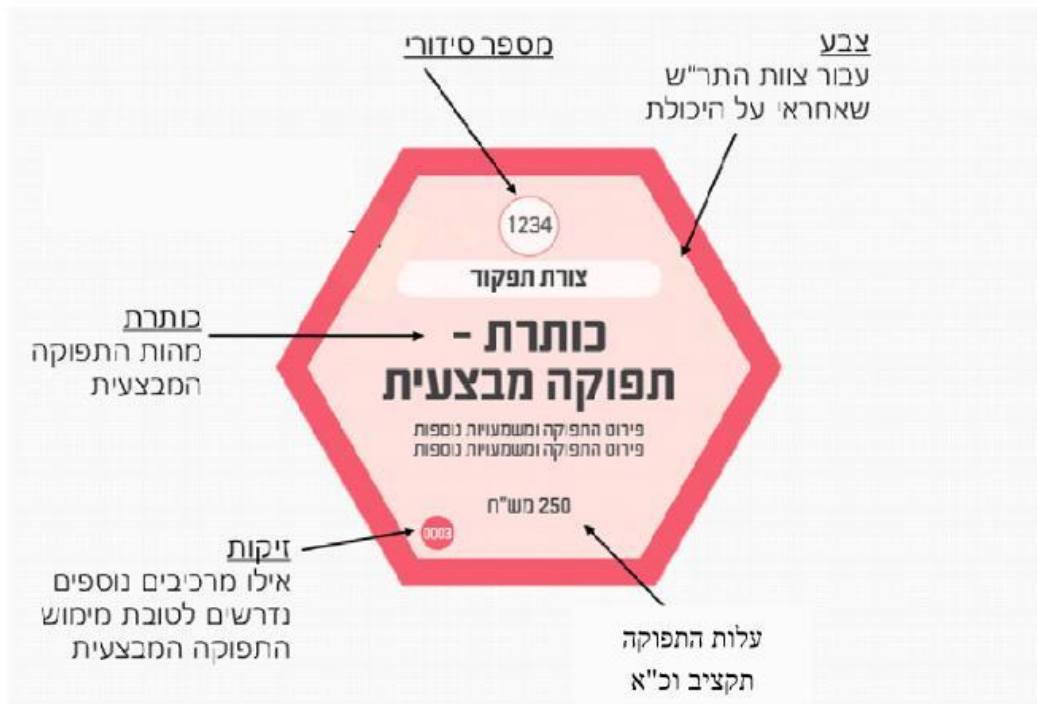 מספר סידורי
צבע
עבור צוות התר"ש
שאחראי על היכולת
1234
צורת תפקוד
כותרת -
תפוקה מבצעית
פירוט התפוקה ומשמעויות נוספות
פירוט התפוקה ומשמעויות נוספות
250 מש"ח
0003
כותרת
מהות התפוקה
המבצעית
זיקות
אילו מרכיבים נוספים
נדרשים לטובת מימוש
התפוקה המבצעית
עלות התפוקה
תקציב וכ"א